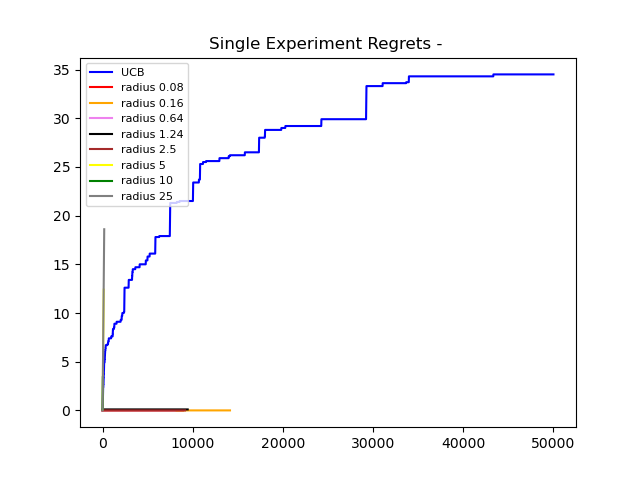 Single Experiment Regrets -
UCB
radius 0.08
radius 0.16
radius 0.64
radius 1.24
radius 2.5
radius 5
radius 10
radius 25
35
30
25
20
15
10
5
0
0 10000 20000 30000 40000 50000